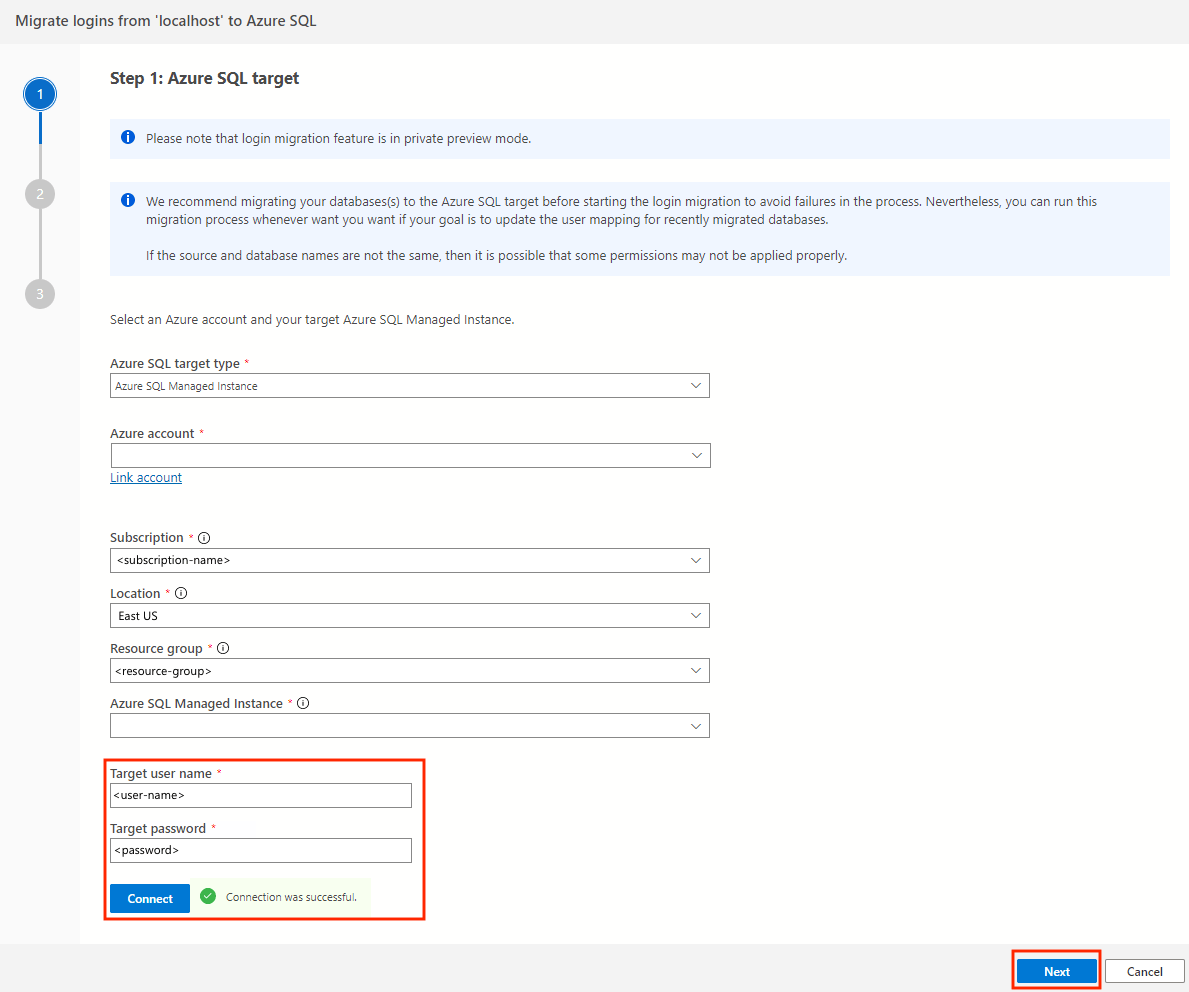 Migrate logins from 'localhost' to Azure SQL
1
2
3
Step 1: Azure SQL target
Please note that login migration feature is in private preview mode.
We recommend migrating your databases(s) to the Azure SQL target before starting the login migration to avoid failures in the process. Nevertheless, you can run this
migration process whenever want you want if your goal is to update the user mapping for recently migrated databases.
If the source and database names are not the same, then it is possible that some permissions may not be applied properly.
Select an Azure account and your target Azure SQL Managed Instance.
Azure SQL target type *
Azure SQL Managed Instance
Azure account *
Link account
Subscription *
<subscription-name>
Location *
East US
Resource group *
<resource-group>
Azure SQL Managed Instance *
Target user name *
<user-name>
Target password *
<password>
Connect
Connection was successful.
Next
Cancel